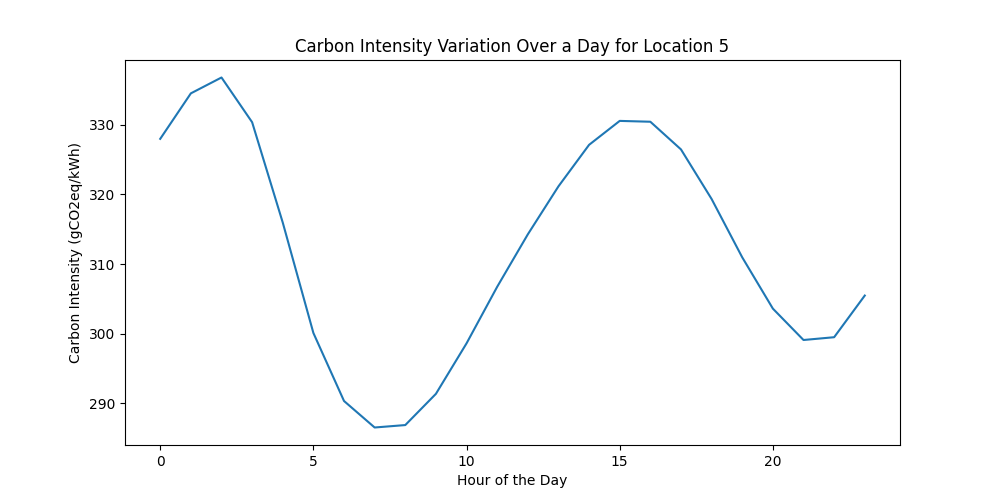 Carbon Intensity Variation Over a Day for Location 5
Carbon Intensity (gCO2eq/kWh)
330
320
310
300
290
0 5 10 15 20
Hour of the Day